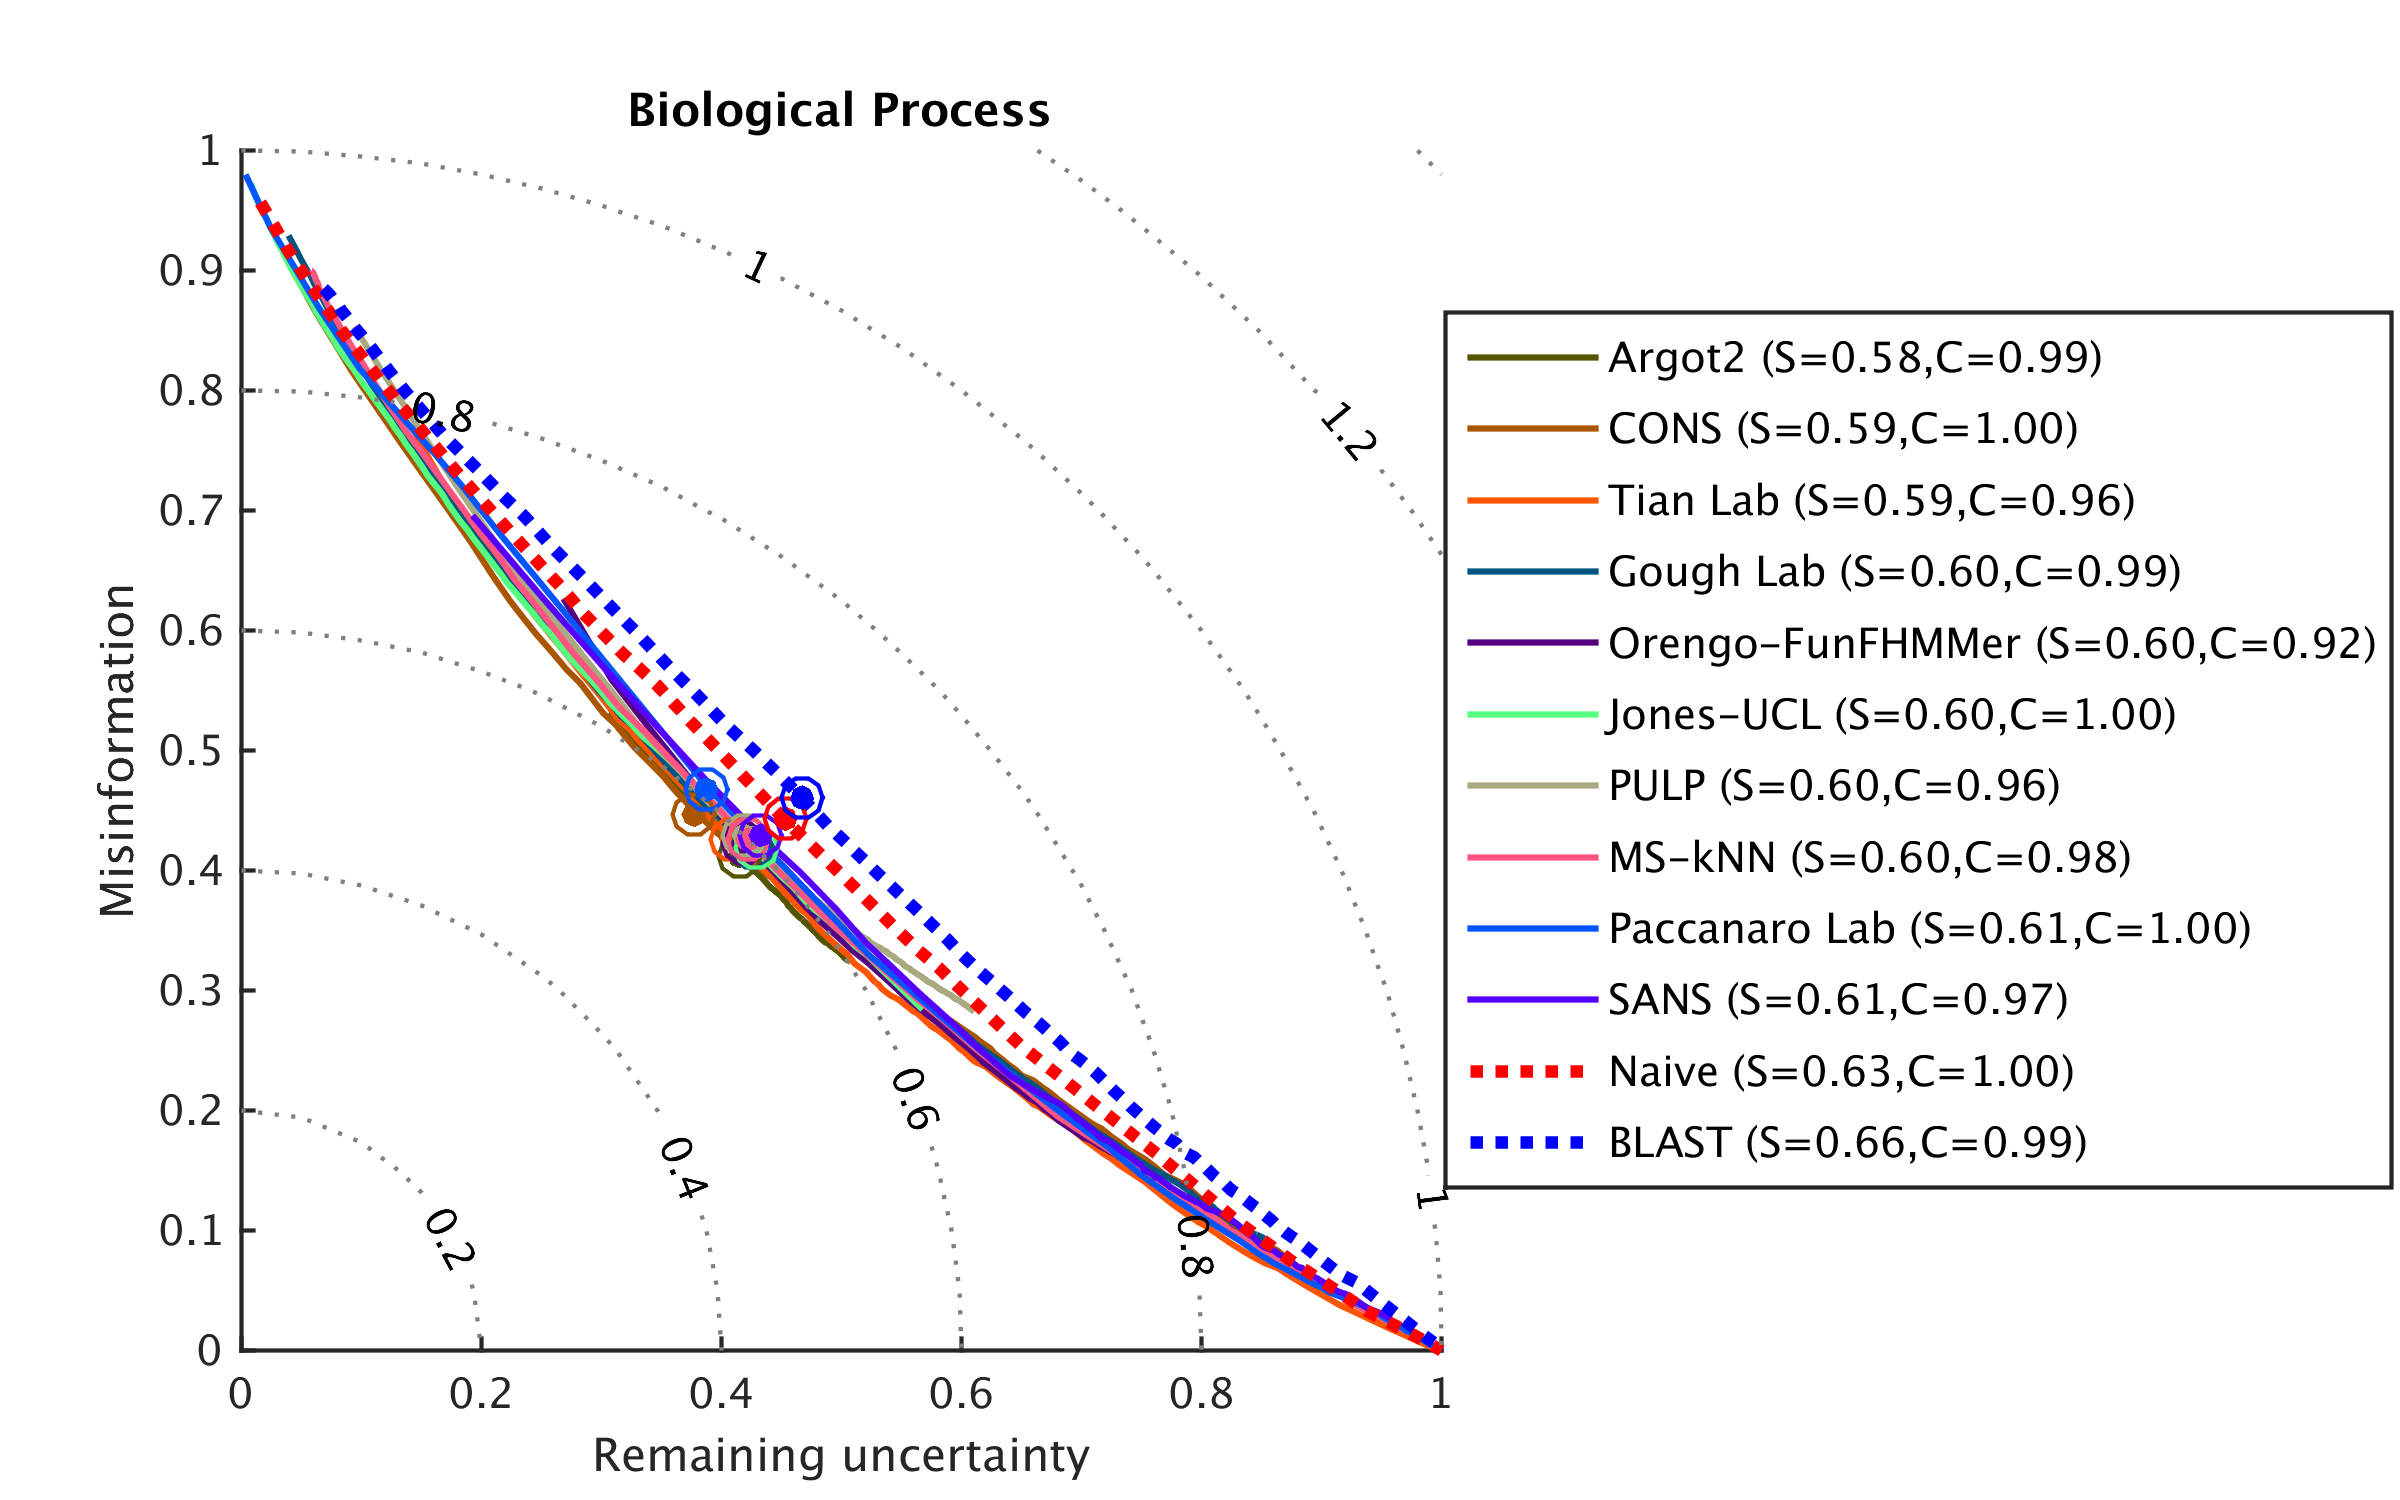 Biological Process
Misinformation
1
0.9
0.8
0.7
0.6
0.5
0.4
0.3
0.2
0.1
0
0
0.2
0.4
0.6
0.8
1
Remaining uncertainty
1
0.8
1.2
0.6
0.4
0.2
0.8
1
Argot2 (S=0.58,C=0.99)
CONS (S=0.59,C=1.00)
Tian Lab (S=0.59,C=0.96)
Gough Lab (S=0.60,C=0.99)
Orengo-FunFHMMer (S=0.60,C=0.92)
Jones-UCL (S=0.60,C=1.00)
PULP (S=0.60,C=0.96)
MS-kNN (S=0.60,C=0.98)
Paccanaro Lab (S=0.61,C=1.00)
SANS (S=0.61,C=0.97)
Naive (S=0.63,C=1.00)
BLAST (S=0.66,C=0.99)